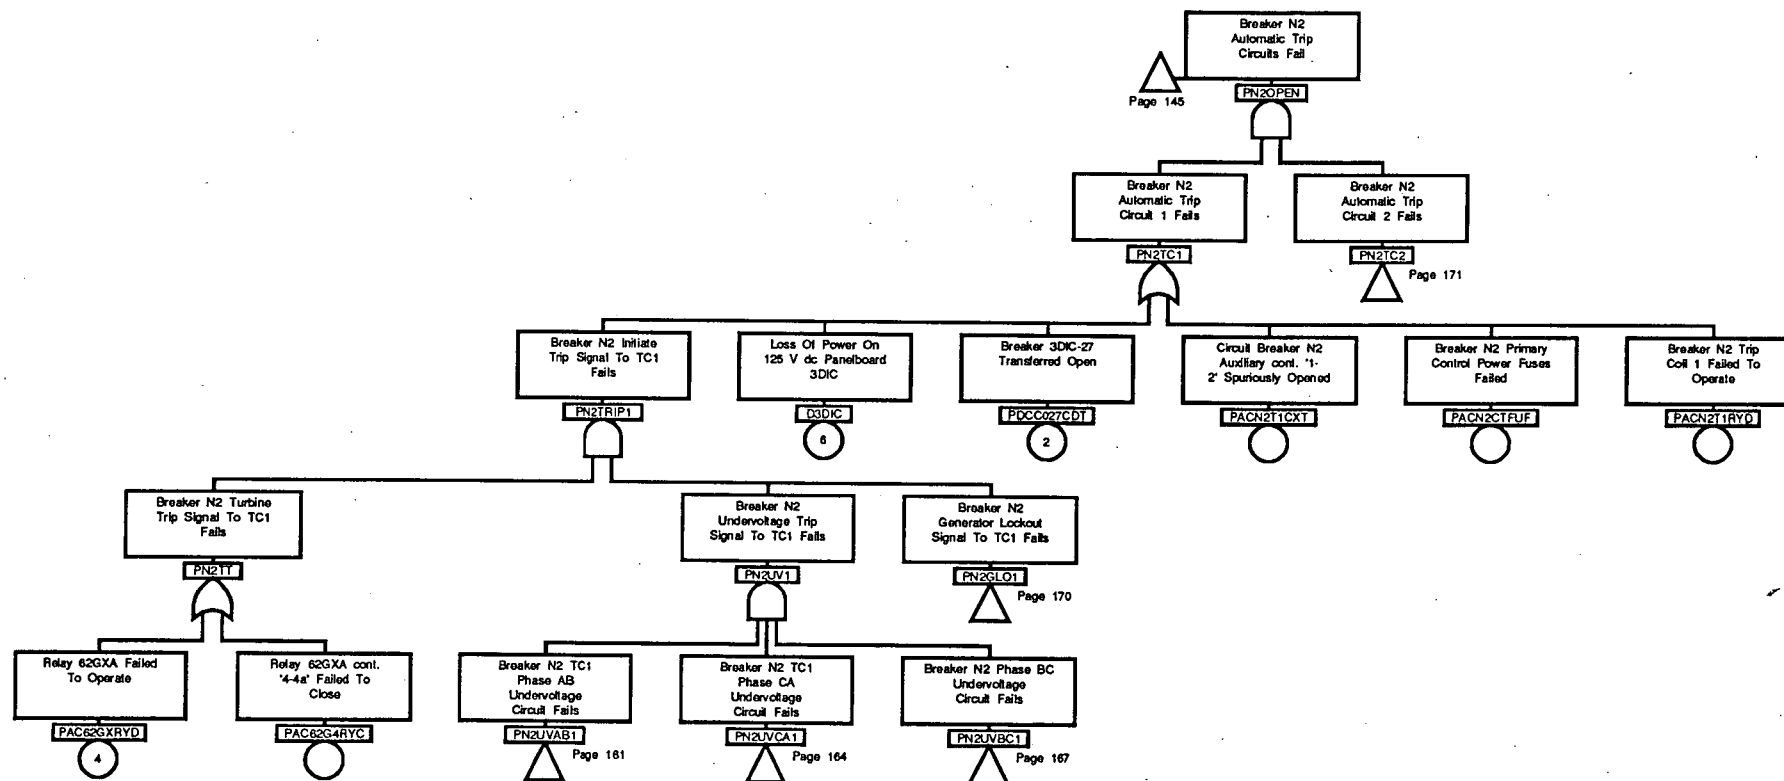 Breaker N2
Automatic Trip
Circuits Fail
Page 145
PN2OPEN
Breaker N2
Automatic Trip
Circuit 1 Fails
PN2TC1
Breaker N2
Automatic Trip
Circuit 2 Fails
PN2TC2
Page 171
Breaker N2 Initiate
Trip Signal To TC1
Fails
PN2TRIP1
Loss Of Power On
125 V dc Panelboard
3DIC
D3DIC
6
Breaker 3DIC-27
Transferred Open
PDCC027CDT
2
Circuit Breaker N2
Auxiliary cont. '1-
2' Spuriously Opened
PACN2T1CXT
Breaker N2 Primary
Control Power Fuses
Failed
PACN2CTFUF
Breaker N2 Trip
Coil 1 Failed To
Operate
PACN2T1RYD
Breaker N2 Turbine
Trip Signal To TC1
Fails
PN2TT
Breaker N2
Undervoltage Trip
Signal To TC1 Fails
PN2UV1
Breaker N2
Generator Lockout
Signal To TC1 Fails
PN2GLO1
Page 170
Relay 62GXA Failed
To Operate
PAC62GXRYD
4
Relay 62GXA cont.
'4-4a' Failed To
Close
PAC62G4RYC
Breaker N2 TC1
Phase AB
Undervoltage
Circuit Fails
PN2UVAB1
Page 161
Breaker N2 TC1
Phase CA
Undervoltage
Circuit Fails
PN2UVCA1
Page 164
Breaker N2 Phase BC
Undervoltage
Circuit Fails
PN2UVBC1
Page 167